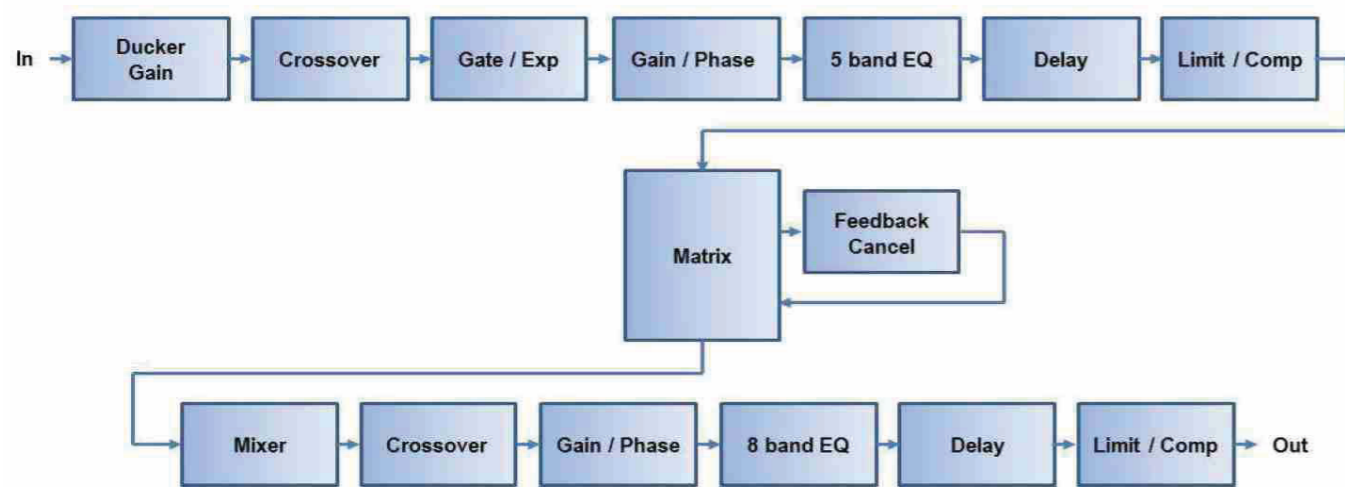 In
Ducker
Gain
Crossover
Gate / Exp
Gain / Phase
5 band EQ
Delay
Limit / Comp
Matrix
Feedback
Cancel
Mixer
Crossover
Gain / Phase
8 band EQ
Delay
Limit / Comp
Out